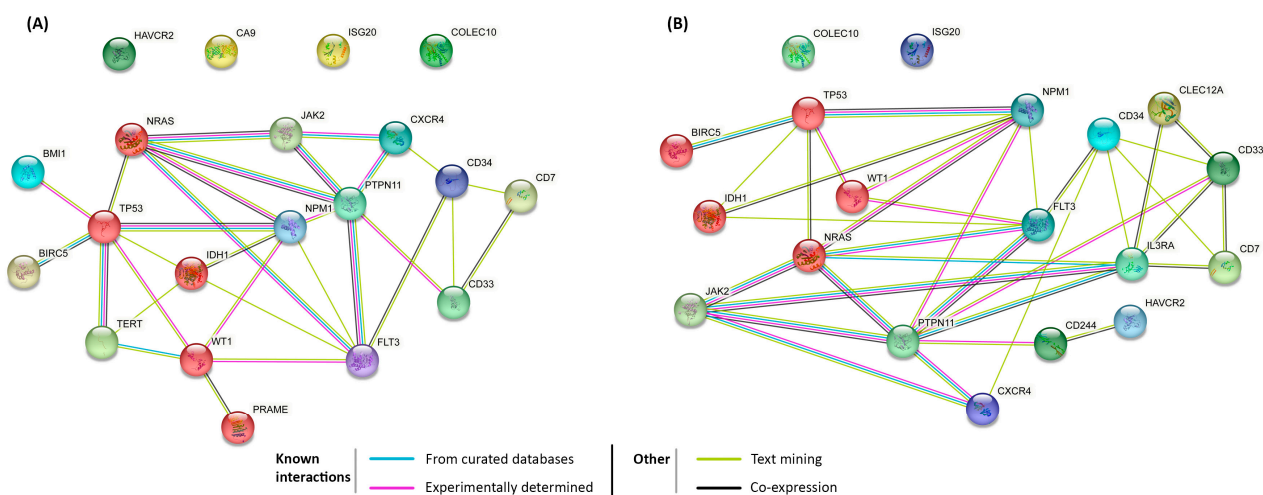 (A)
HAVCR2
CA9
ISG20
COLEC10
NRAS
JAK2
CXCR4
BMI1
CD34
CD7
PTPN11
TP53
NPM1
BIRC5
IDH1
CD33
TERT
WT1
FLT3
PRAME
(B)
COLEC10
ISG20
TP53
NPM1
CLEC12A
CD34
BIRC5
CD33
WT1
IDH1
FLT3
NRAS
IL3RA
CD7
JAK2
HAVCR2
PTPN11
CD244
CXCR4
Known
interactions
From curated databases
Experimentally determined
Other
Text mining
Co-expression